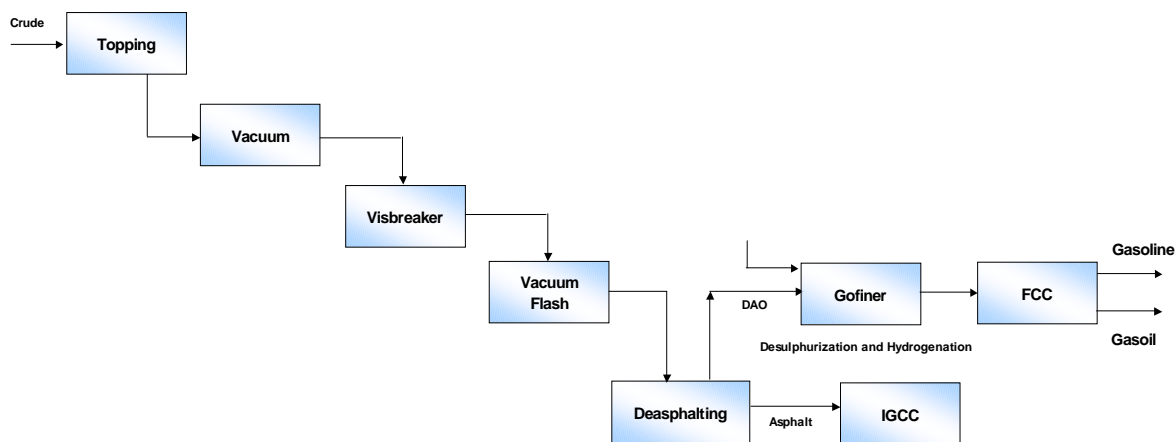 Crude
Topping
Vacuum
Visbreaker
Vacuum
Flash
Gofiner
FCC
Gasoline
DAO
Gasoil
Desulphurization and Hydrogenation
Deasphalting
Asphalt
IGCC